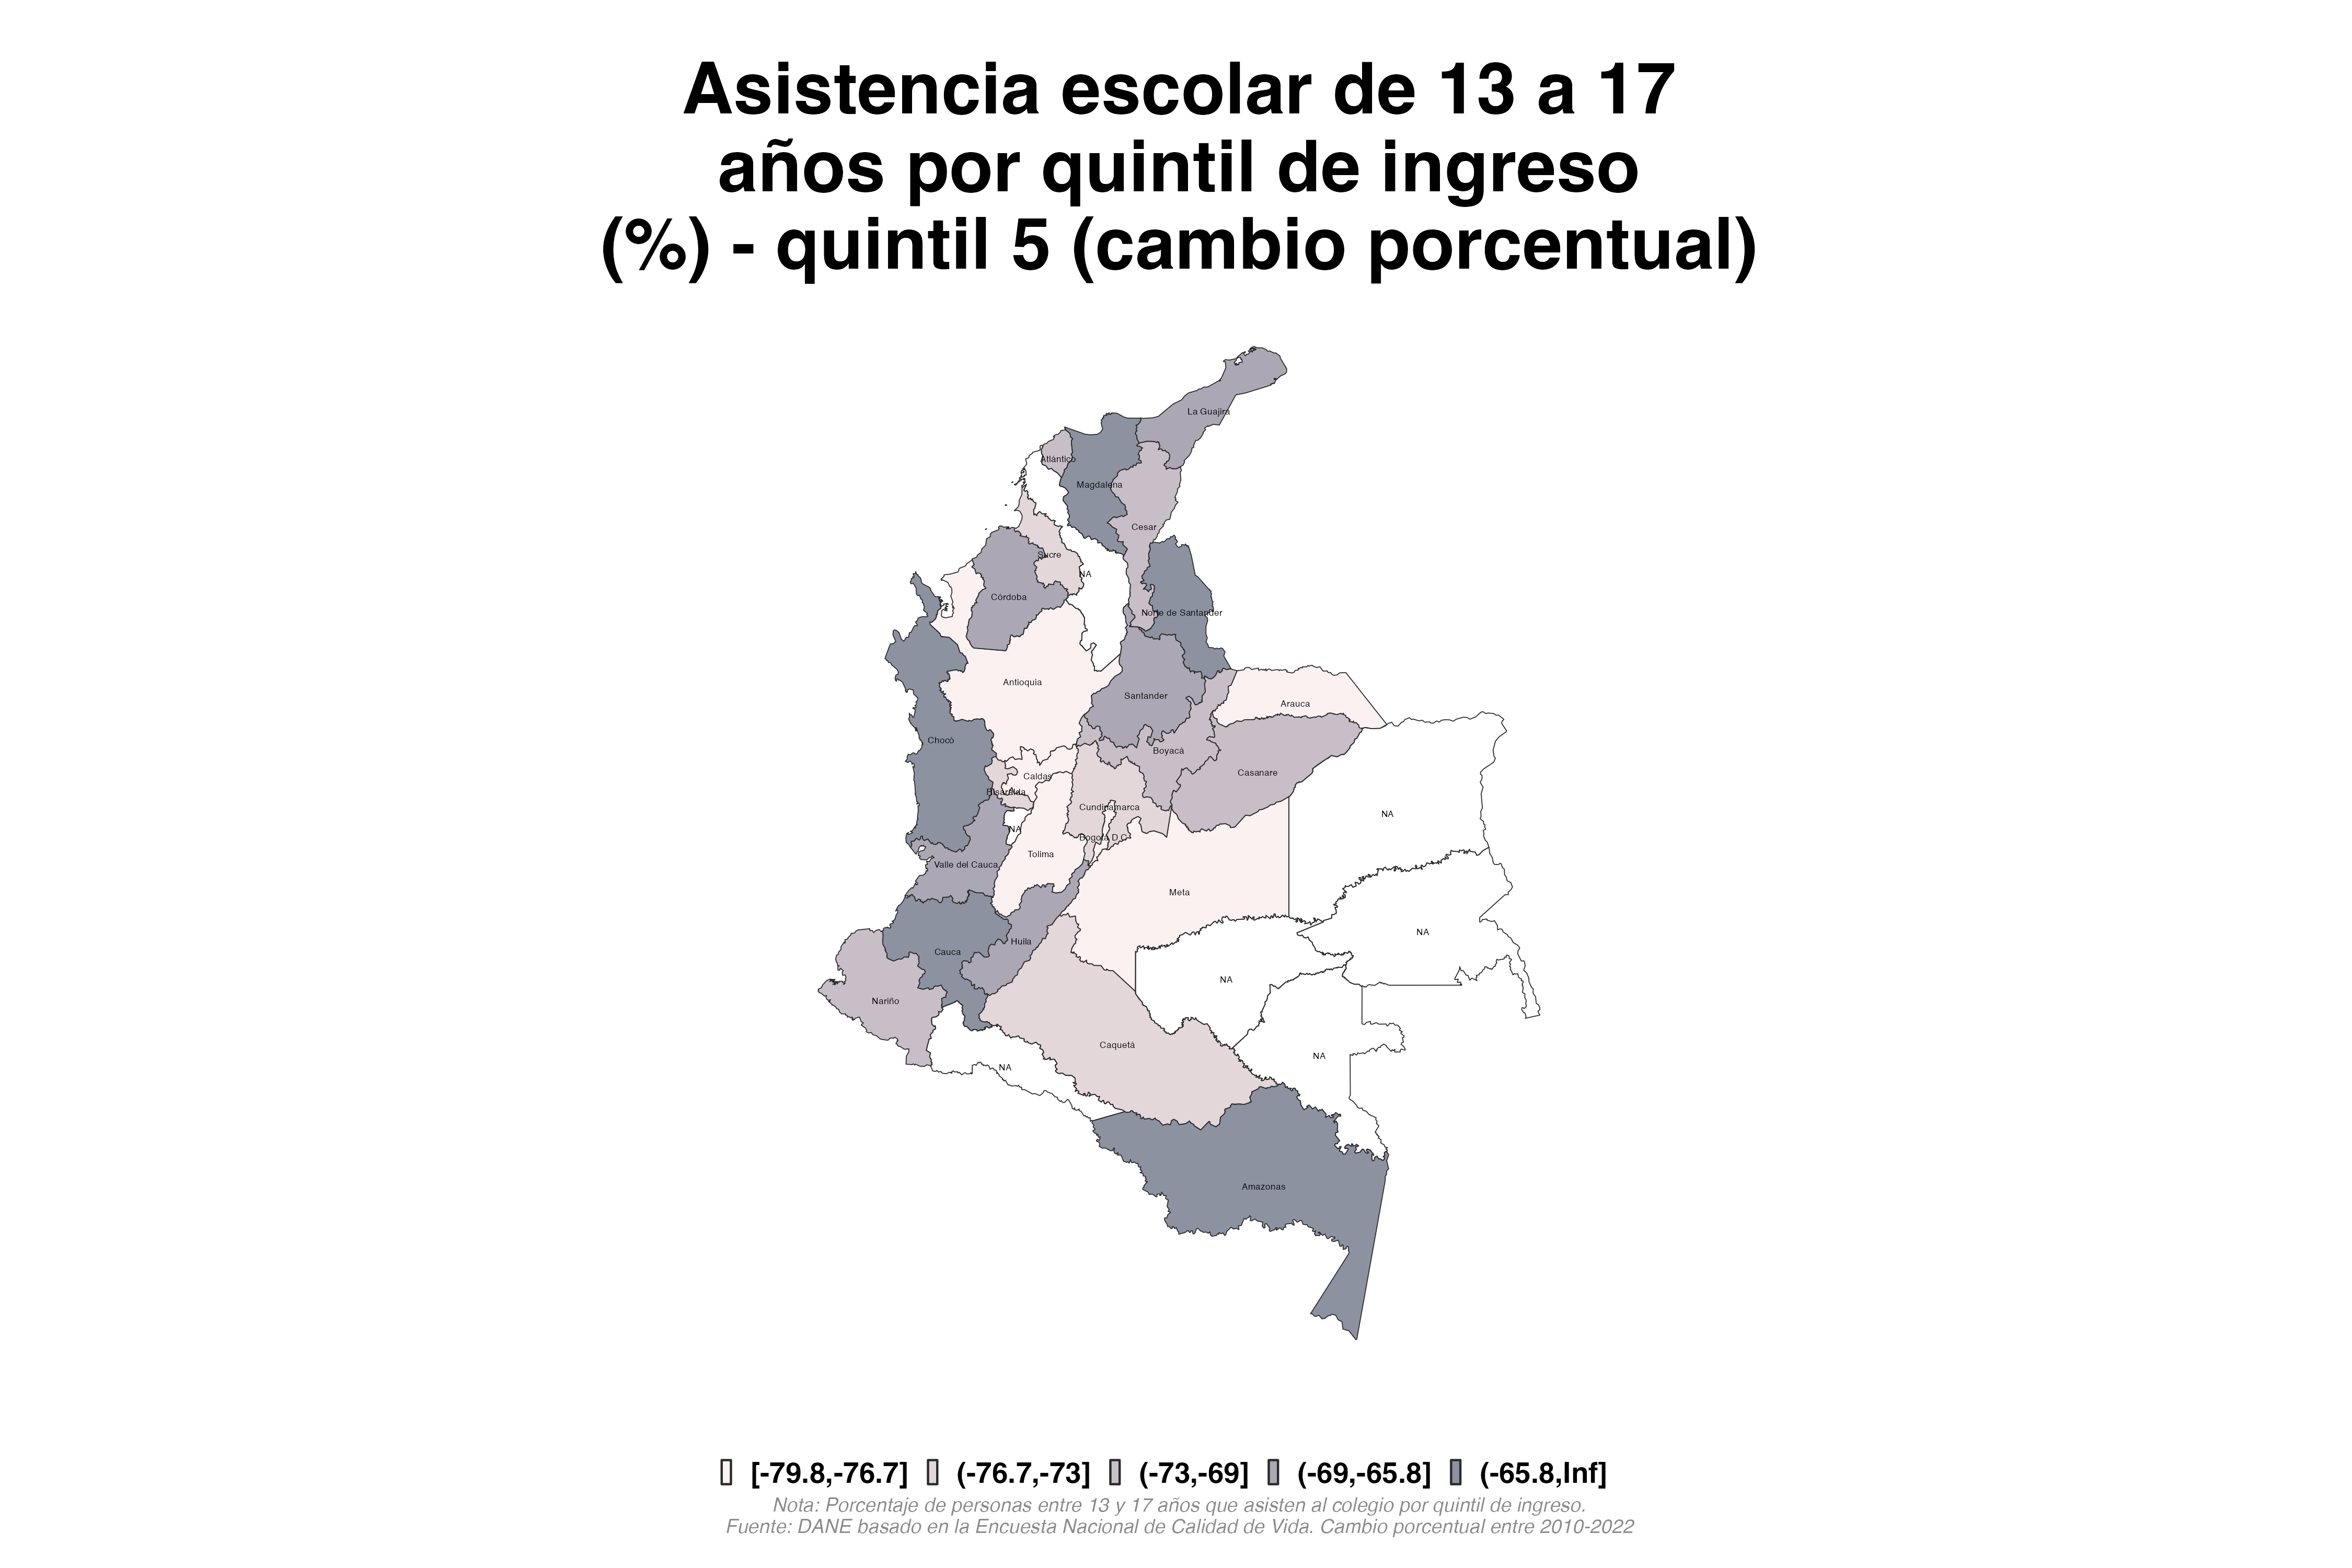 Asistencia escolar de 13 a 17
años por quintil de ingreso
(%) - quintil 5 (cambio porcentual)
La Guajira
Atlántico
Magdalena
Cesar
Sucre
NA
Córdoba
Norte de Santander
Antioquia
Santander
Arauca
Chocó
Boyacá
Casanare
Caldas
Risaralda
Cundinamarca
NA
NA
Bogotá D.C.
Tolima
Valle del Cauca
Meta
NA
Huila
Cauca
NA
Nariño
Caquetá
NA
NA
Amazonas
[-79.8,-76.7] (-76.7,-73] (-73,-69] (-69,-65.8] (-65.8,Inf]
Nota: Porcentaje de personas entre 13 y 17 años que asisten al colegio por quintil de ingreso.
Fuente: DANE basado en la Encuesta Nacional de Calidad de Vida. Cambio porcentual entre 2010-2022